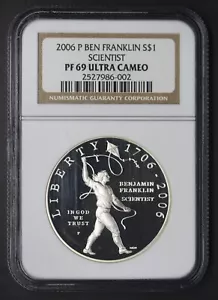 2006 P BEN FRANKLIN S$1
SCIENTIST
PF 69 ULTRA CAMEO
2527986-002
NUMISMATIC GUARANTY CORPORATION
LIBERTY 1706-2006
BENJAMIN
FRANKLIN
SCIENTIST
IN GOD
WE
TRUST
P